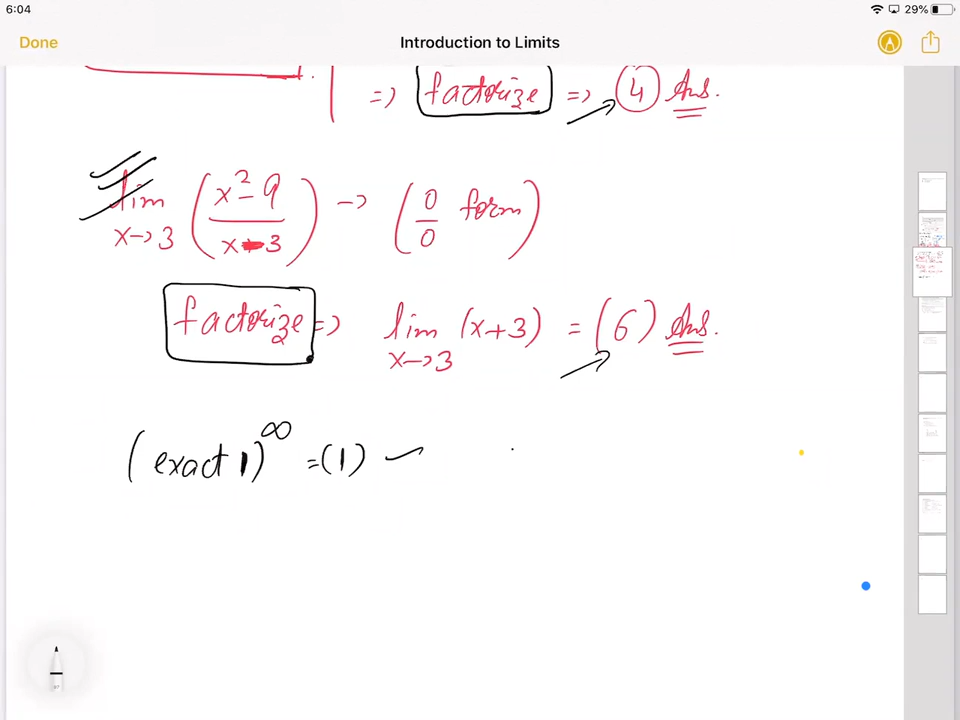 6:04
29%
Done
Introduction to Limits
=> factorize => 4 Ans.
lim x→3 (x²-9 / x-3) → (0/0 form)
factorize => lim x→3 (x+3) = (6) Ans.
(exact 1)^∞ = (1) ✓